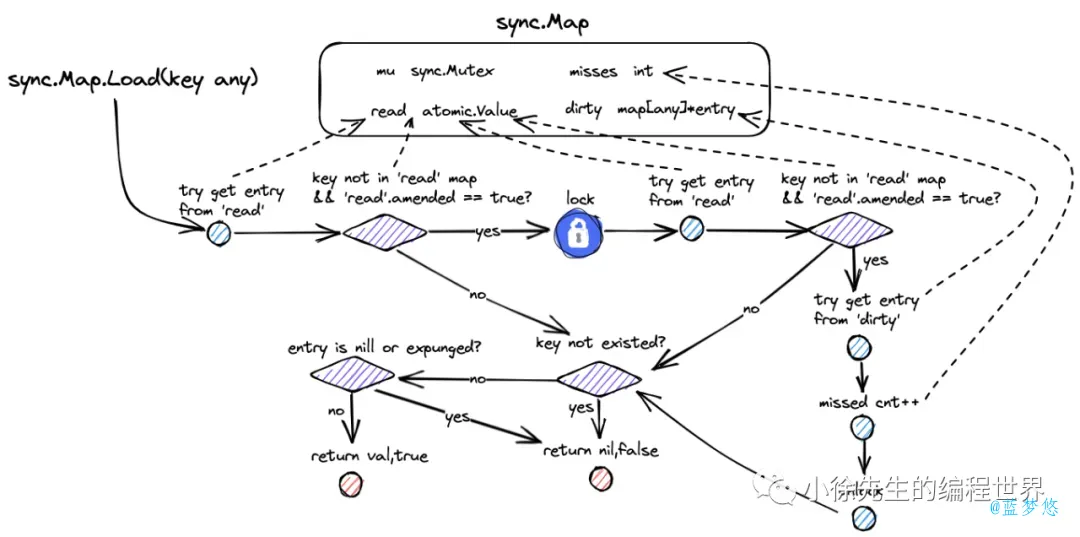 sync.Map
sync.Map.Load(key any)
mu sync.Mutex
misses int
read atomic.Value
dirty map[any]*entry
try get entry
from 'read'
key not in 'read' map
&& 'read'.amended == true?
lock
try get entry
from 'read'
key not in 'read' map
&& 'read'.amended == true?
yes
yes
no
no
try get entry
from 'dirty'
entry is nill or expunged?
key not existed?
no
missed cnt++
no
yes
yes
return val,true
return nil,false
小徐先生的编程世界
@蓝梦悠